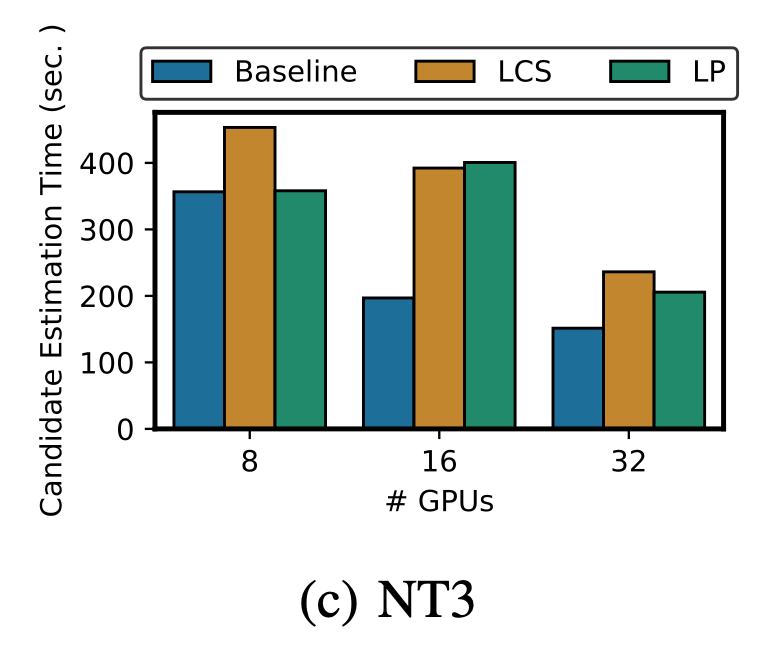 Baseline LCS LP
Candidate Estimation Time (sec. )
400
300
200
100
0
8 16 32
# GPUs
(c) NT3